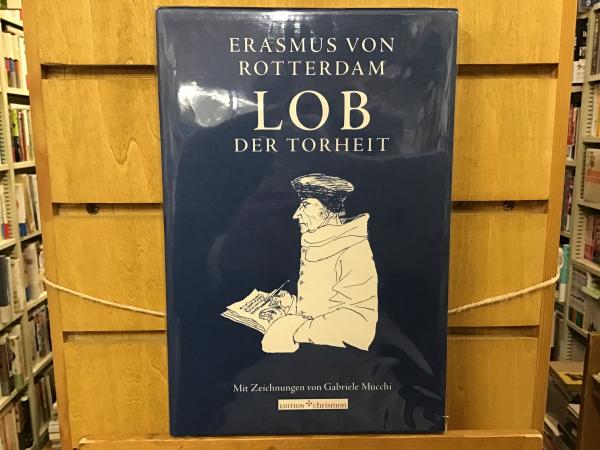 ERASMUS VON
ROTTERDAM
LOB
DER TORHEIT
Mit Zeichnungen von Gabriele Mucchi
EDITION chrismon